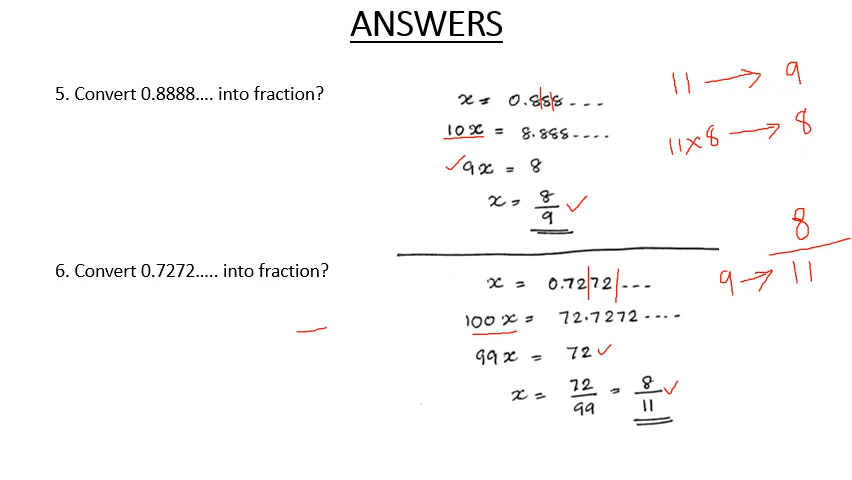 ANSWERS
5. Convert 0.8888.... into fraction?
x = 0.888...
10x = 8.888....
9x = 8
x = 8/9
11 → 9
11×8 → 8
8/11
9 →
6. Convert 0.7272..... into fraction?
x = 0.7272...
100x = 72.7272....
99x = 72
x = 72/99 = 8/11